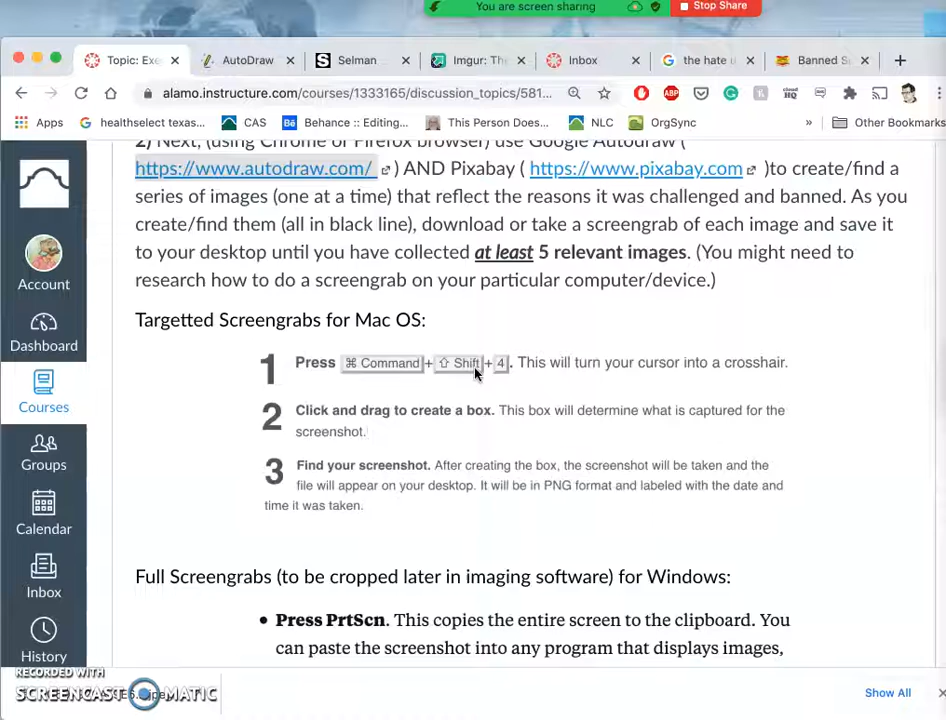 You are screen sharing
Stop Share
Topic: Exe
AutoDraw
Selman
Imgur: The
Inbox
the hate u
Banned S
alamo.instructure.com/courses/1333165/discussion_topics/581...
Apps
healthselect texas...
CAS
Behance :: Editing...
This Person Does...
NLC
OrgSync
»
Other Bookmarks
2) Next, (using Chrome or Firefox browser) use Google Autodraw (
https://www.autodraw.com/ ) AND Pixabay ( https://www.pixabay.com )to create/find a
series of images (one at a time) that reflect the reasons it was challenged and banned. As you
create/find them (all in black line), download or take a screengrab of each image and save it
to your desktop until you have collected at least 5 relevant images. (You might need to
research how to do a screengrab on your particular computer/device.)
Account
Dashboard
Courses
Groups
Calendar
Inbox
History
Targetted Screengrabs for Mac OS:
1 Press ⌘ Command + ⇧ Shift + 4. This will turn your cursor into a crosshair.
2 Click and drag to create a box. This box will determine what is captured for the
screenshot.
3 Find your screenshot. After creating the box, the screenshot will be taken and the
file will appear on your desktop. It will be in PNG format and labeled with the date and
time it was taken.
Full Screengrabs (to be cropped later in imaging software) for Windows:
• Press PrtScn. This copies the entire screen to the clipboard. You
can paste the screenshot into any program that displays images,
RECORDED WITH
SCREENCAST-O-MATIC
Show All